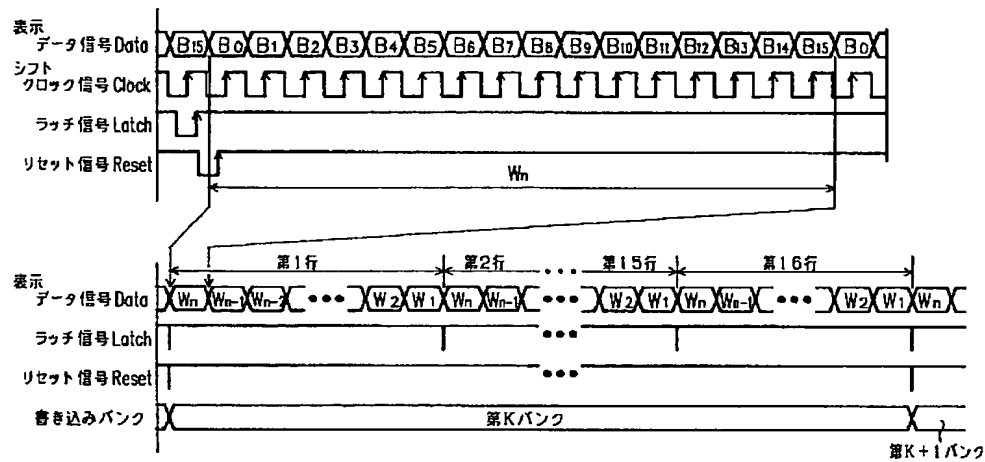 表示
データ信号Data B15 B0 B1 B2 B3 B4 B5 B6 B7 B8 B9 B10 B11 B12 B13 B14 B15 B0
シフト
クロック信号Clock
ラッチ信号Latch
リセット信号Reset
Wn
第1行 第2行 ••• 第15行 第16行
表示
データ信号Data Wn Wn-1 Wn-2 ••• W2 W1 Wn Wn-1 ••• W2 W1 Wn Wn-1 ••• W2 W1 Wn
ラッチ信号Latch •••
リセット信号Reset •••
書き込みバンク 第Kバンク
第K+1バンク